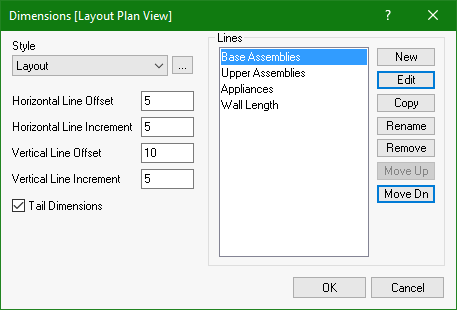 Dimensions [Layout Plan View]
?
Style
Layout
...
Horizontal Line Offset
5
Horizontal Line Increment
5
Vertical Line Offset
10
Vertical Line Increment
5
Tail Dimensions
Lines
Base Assemblies
Upper Assemblies
Appliances
Wall Length
New
Edit
Copy
Rename
Remove
Move Up
Move Dn
OK
Cancel